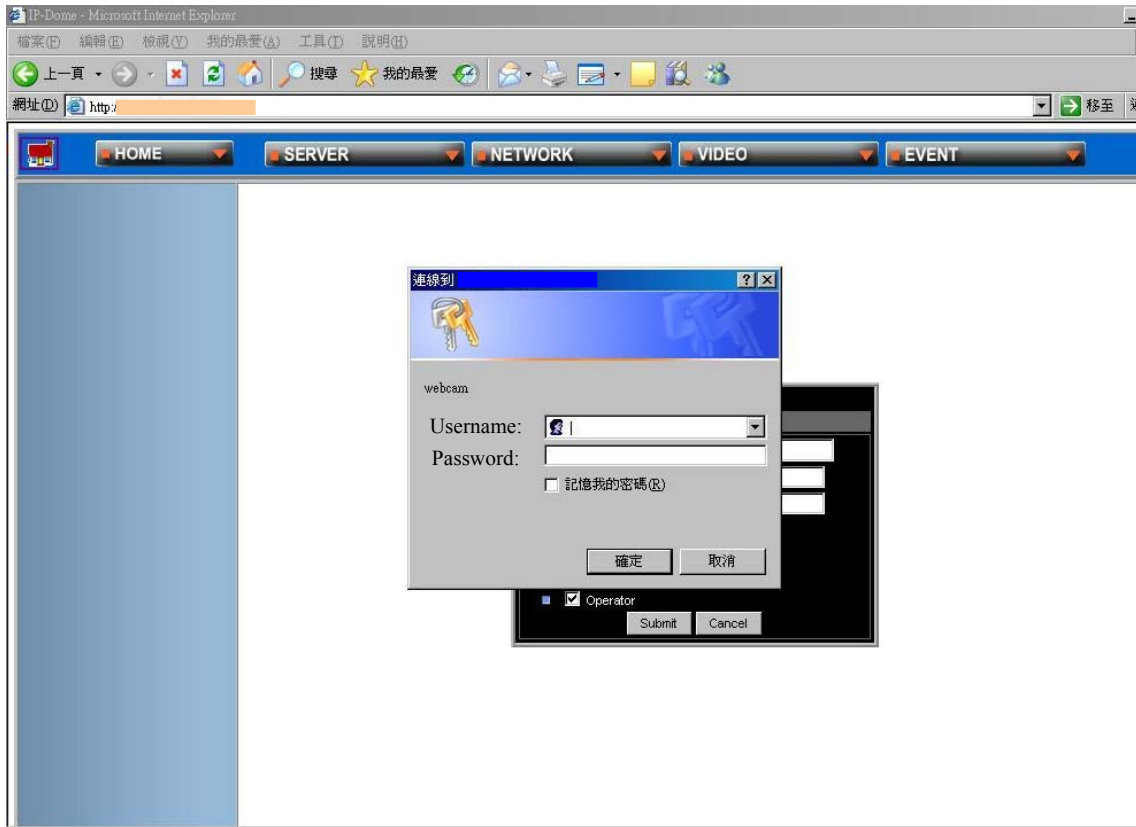 IP-Dome - Microsoft Internet Explorer
檔案(F) 編輯(E) 檢視(V) 我的最愛(A) 工具(T) 說明(H)
上一頁 搜尋 我的最愛
網址(D) http:/ 移至
HOME SERVER NETWORK VIDEO EVENT
連線到
webcam
Username:
Password:
記憶我的密碼(R)
確定 取消
Operator
Submit Cancel